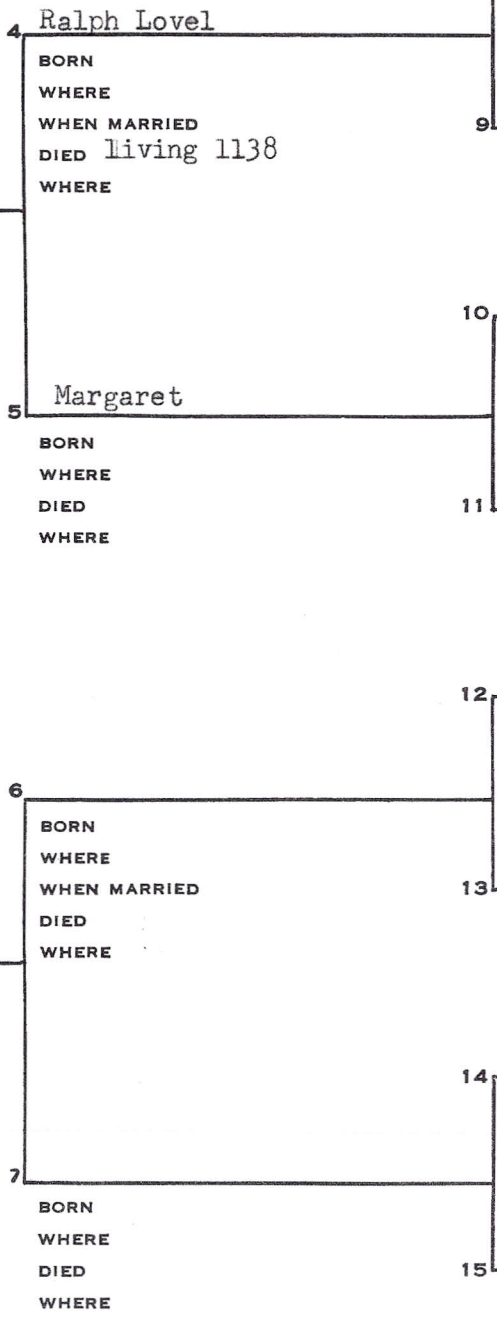 4 Ralph Lovel
BORN
WHERE
WHEN MARRIED
9
DIED living 1138
WHERE
10
5 Margaret
BORN
WHERE
DIED
11
WHERE
12
6
BORN
WHERE
WHEN MARRIED
13
DIED
WHERE
14
7
BORN
WHERE
DIED
15
WHERE